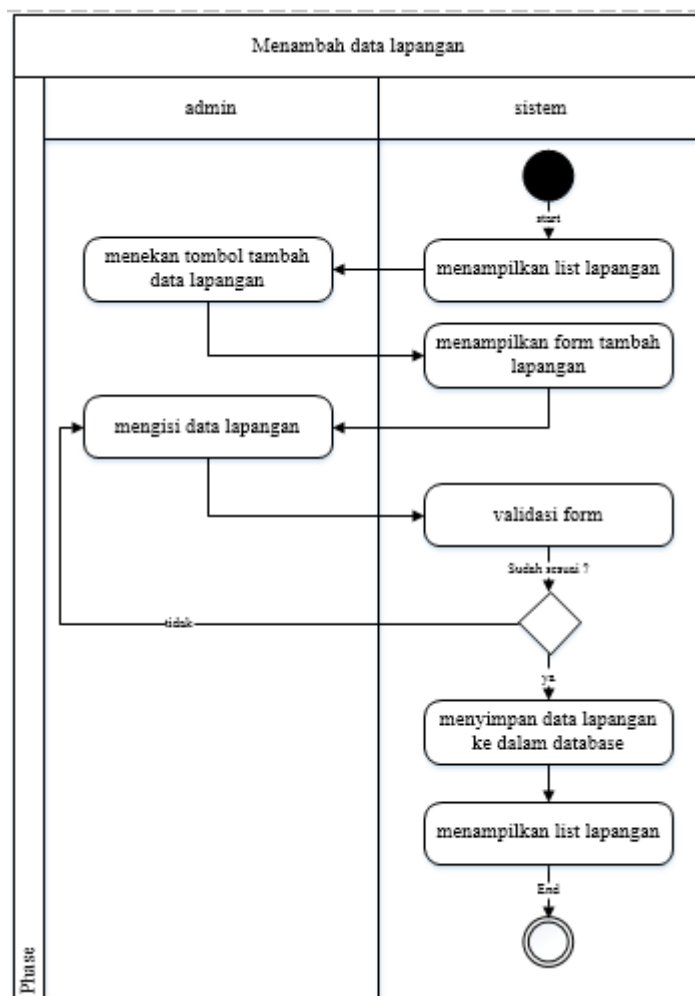 Menambah data lapangan
admin
sistem
start
menampilkan list lapangan
menekan tombol tambah
data lapangan
menampilkan form tambah
lapangan
mengisi data lapangan
validasi form
Sudah sesuai ?
tidak
ya
menyimpan data lapangan
ke dalam database
menampilkan list lapangan
End
Phase